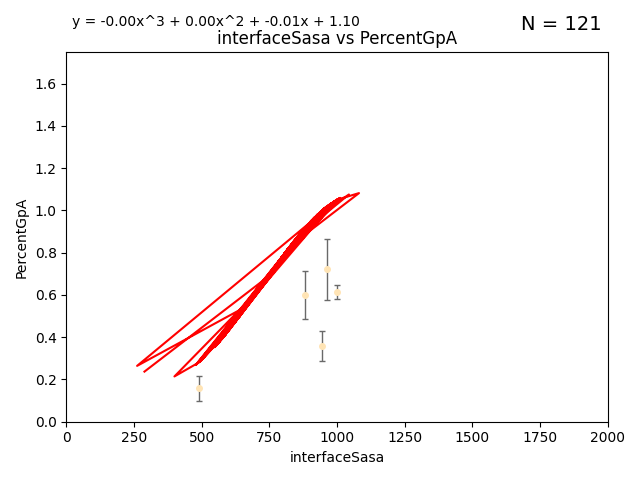 y = -0.00x^3 + 0.00x^2 + -0.01x + 1.10
N = 121
interfaceSasa vs PercentGpA
1.6
1.4
1.2
1.0
0.8
0.6
0.4
0.2
0.0
PercentGpA
0 250 500 750 1000 1250 1500 1750 2000
interfaceSasa